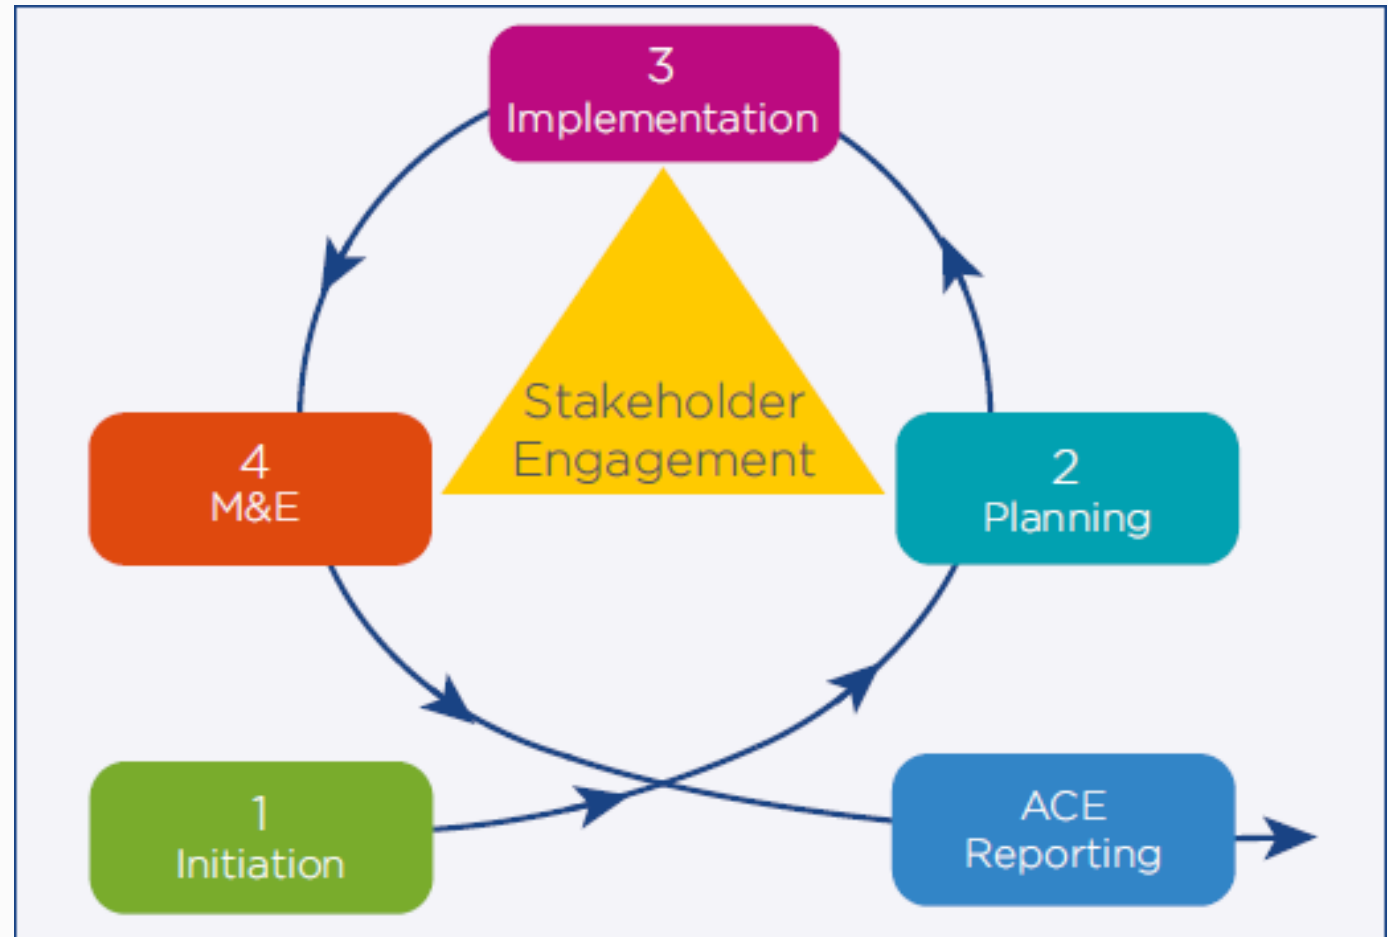 3
Implementation
Stakeholder
Engagement
4
M&E
2
Planning
1
Initiation
ACE
Reporting